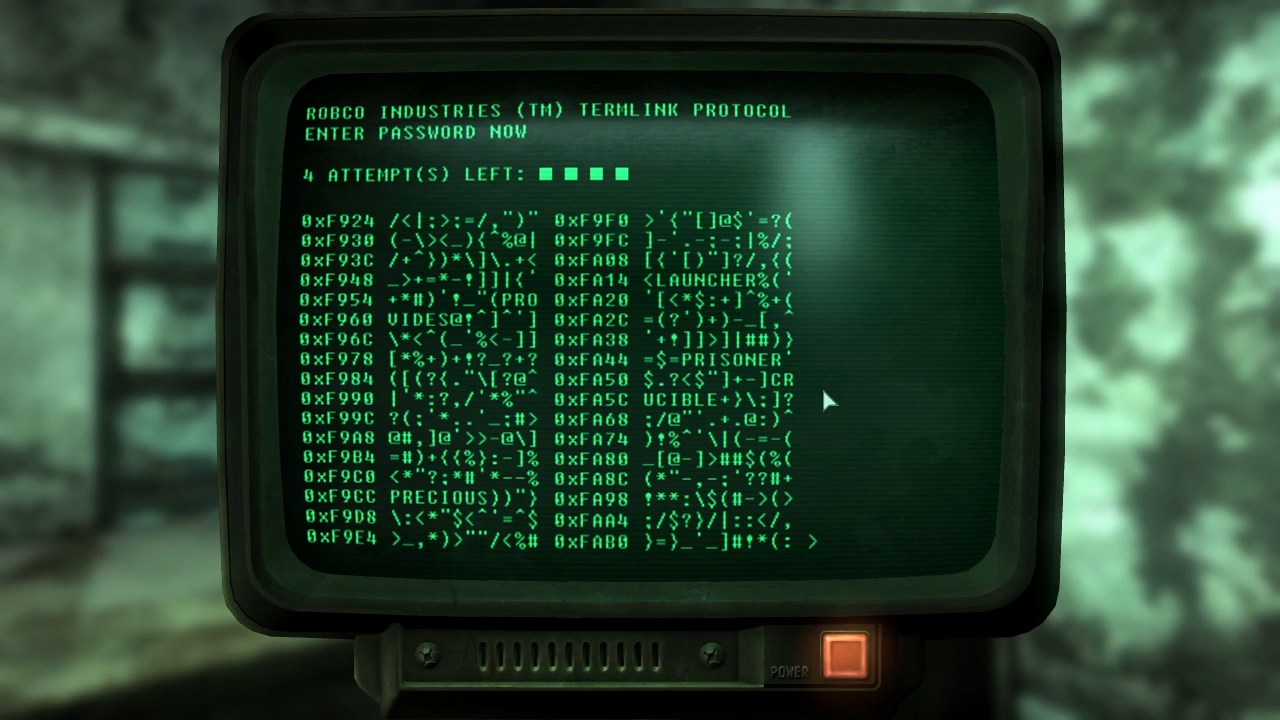 ROBCO INDUSTRIES (TM) TERMLINK PROTOCOL
ENTER PASSWORD NOW
4 ATTEMPT(S) LEFT: ■ ■ ■ ■
0xF924 /<|;>;=/,")" 0xF9F0 >'{"[]@$'=?(
0xF930 (-\><_){^%@| 0xF9FC ]-'.-;-;|%/;
0xF93C /+^})*\]\.+< 0xFA08 [{'[)"]?/,{(
0xF948 _>+=*-!]]|{' 0xFA14 <LAUNCHER%('
0xF954 +*#)'!_"(PRO 0xFA20 '[<*$:+]^%+(
0xF960 VIDES@!^]^'] 0xFA2C =(?')+)-_[,^
0xF96C \*<^(_'%<-]] 0xFA38 '+!]]>]|##)}
0xF978 [*%+)+!?_?+? 0xFA44 =$=PRISONER'
0xF984 ([(?{."\[?@^ 0xFA50 $.?<$"]+-]CR
0xF990 |'*:?,/'*%"^ 0xFA5C UCIBLE+}\:]?
0xF99C ?(;'*..'_;#> 0xFA68 ;/@"'.+.@:)^
0xF9A8 @#,]@'>>-@\] 0xFA74 )!%^'\|(-=-(
0xF9B4 =#)+{{%}:-]% 0xFA80 _[@-]>##$(%(
0xF9C0 <*"?;*#'*--% 0xFA8C (*"-,-;'??#+
0xF9CC PRECIOUS))"} 0xFA98 !**:\$(#->(>
0xF9D8 \:<*"$<^'=^$ 0xFAA4 ;/$?}/|::</,
0xF9E4 >_,*)>""/<%# 0xFAB0 }=}_'_]#!*(: >
POWER